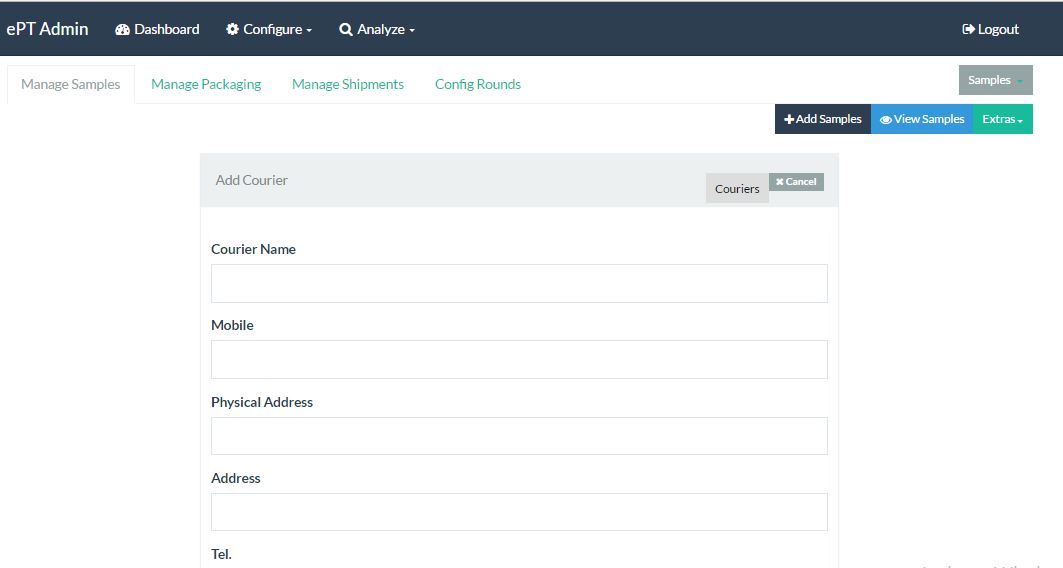 ePT Admin Dashboard Configure Analyze Logout
Manage Samples Manage Packaging Manage Shipments Config Rounds Samples
Add Samples View Samples Extras
Add Courier Couriers Cancel
Courier Name
Mobile
Physical Address
Address
Tel.